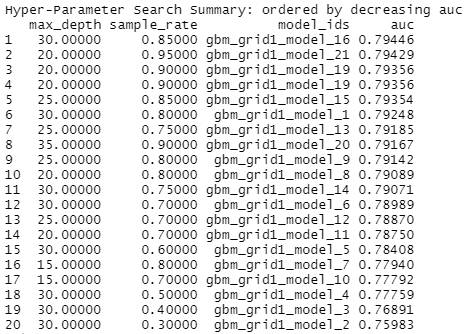 Hyper-Parameter Search Summary: ordered by decreasing auc
max_depth sample_rate model_ids auc
1 30.00000 0.85000 gbm_grid1_model_16 0.79446
2 20.00000 0.95000 gbm_grid1_model_21 0.79429
3 20.00000 0.90000 gbm_grid1_model_19 0.79356
4 20.00000 0.90000 gbm_grid1_model_19 0.79356
5 25.00000 0.85000 gbm_grid1_model_15 0.79354
6 30.00000 0.80000 gbm_grid1_model_1 0.79248
7 25.00000 0.75000 gbm_grid1_model_13 0.79185
8 35.00000 0.90000 gbm_grid1_model_20 0.79167
9 25.00000 0.80000 gbm_grid1_model_9 0.79142
10 20.00000 0.80000 gbm_grid1_model_8 0.79089
11 30.00000 0.75000 gbm_grid1_model_14 0.79071
12 30.00000 0.70000 gbm_grid1_model_6 0.78989
13 25.00000 0.70000 gbm_grid1_model_12 0.78870
14 20.00000 0.70000 gbm_grid1_model_11 0.78750
15 30.00000 0.60000 gbm_grid1_model_5 0.78408
16 15.00000 0.80000 gbm_grid1_model_7 0.77940
17 15.00000 0.70000 gbm_grid1_model_10 0.77792
18 30.00000 0.50000 gbm_grid1_model_4 0.77759
19 30.00000 0.40000 gbm_grid1_model_3 0.76891
20 30.00000 0.30000 gbm_grid1_model_2 0.75983